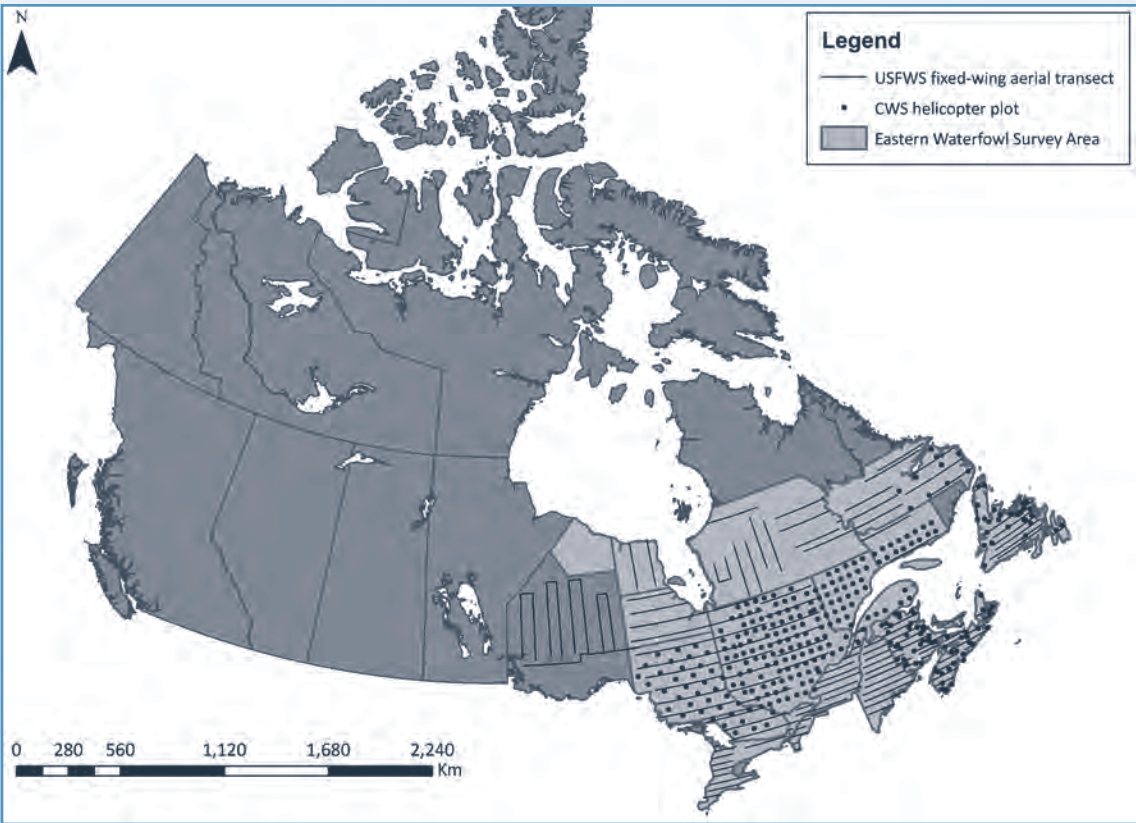 N
Legend
USFWS fixed-wing aerial transect
CWS helicopter plot
Eastern Waterfowl Survey Area
0 280 560 1,120 1,680 2,240
Km